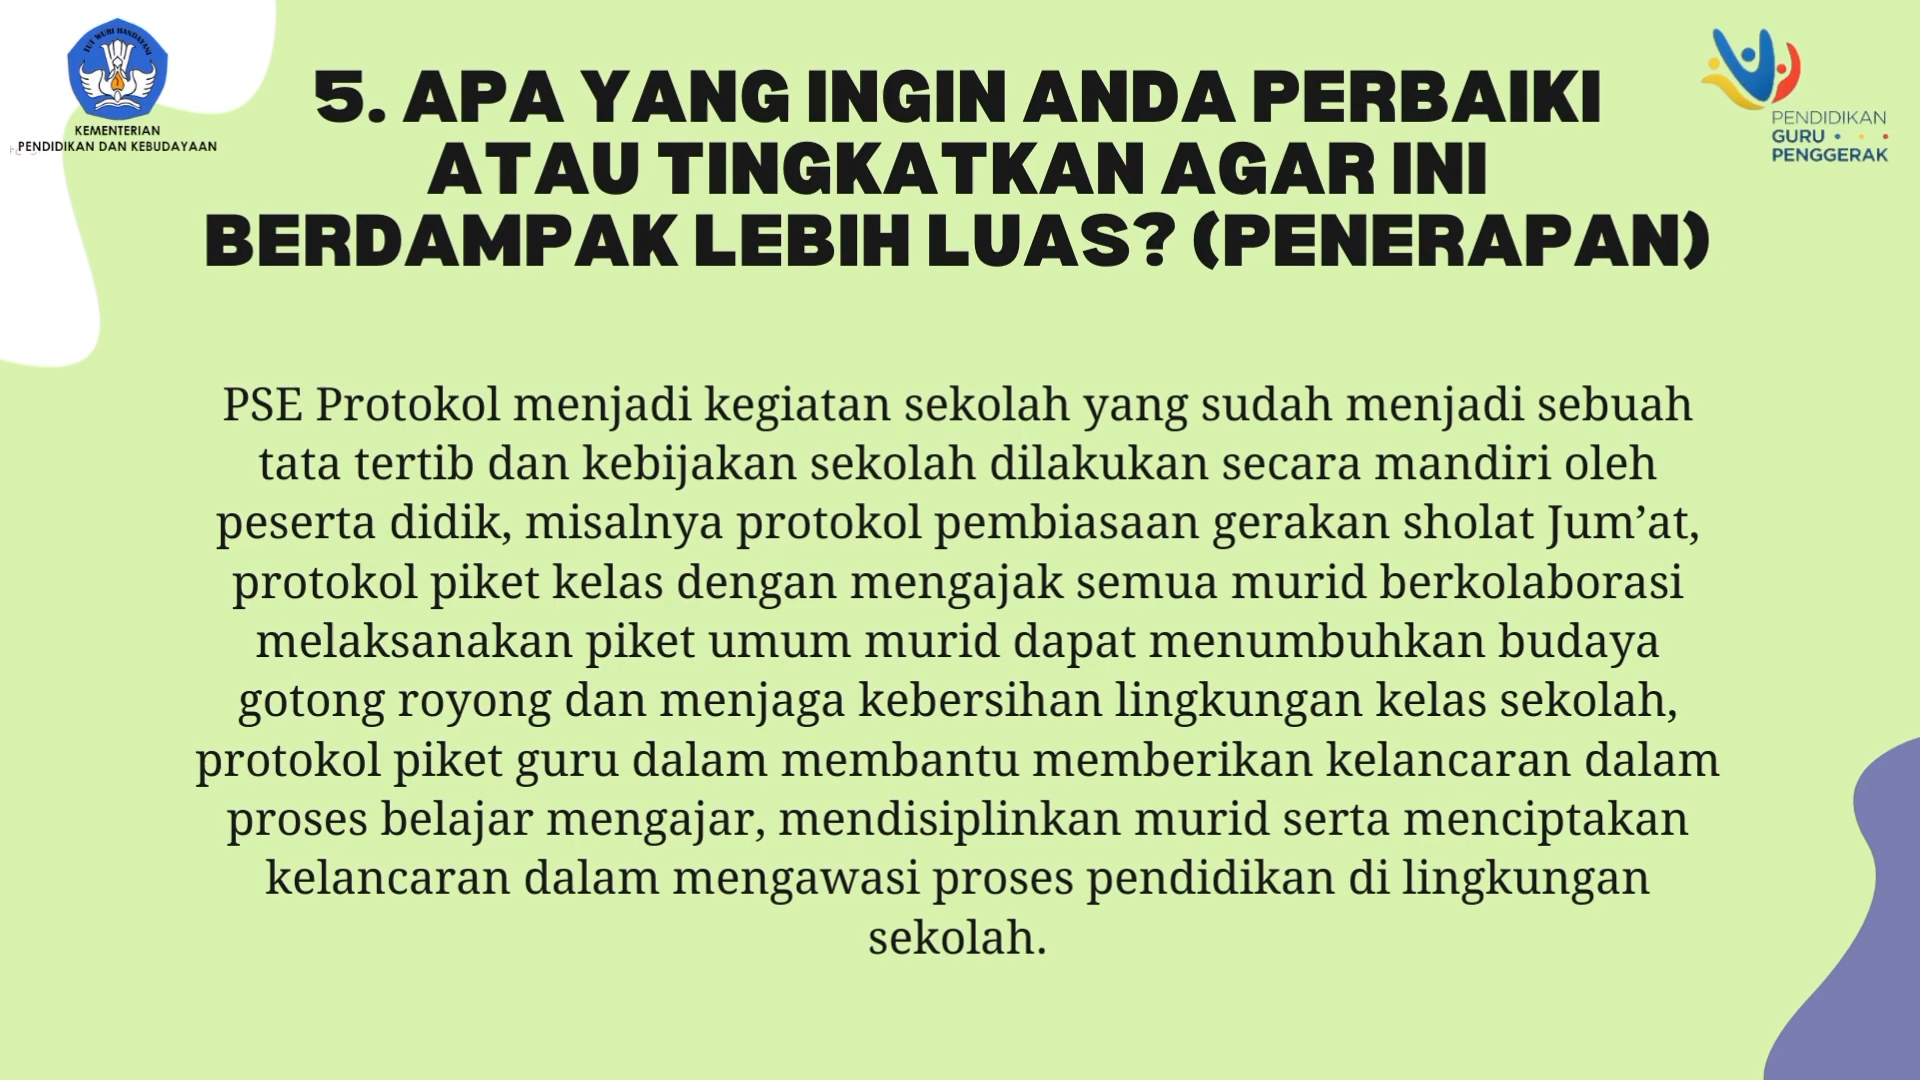 TUT WURI HANDAYANI
KEMENTERIAN
PENDIDIKAN DAN KEBUDAYAAN
5. APA YANG INGIN ANDA PERBAIKI
ATAU TINGKATKAN AGAR INI
BERDAMPAK LEBIH LUAS? (PENERAPAN)
PENDIDIKAN
GURU
PENGGERAK
PSE Protokol menjadi kegiatan sekolah yang sudah menjadi sebuah
tata tertib dan kebijakan sekolah dilakukan secara mandiri oleh
peserta didik, misalnya protokol pembiasaan gerakan sholat Jum’at,
protokol piket kelas dengan mengajak semua murid berkolaborasi
melaksanakan piket umum murid dapat menumbuhkan budaya
gotong royong dan menjaga kebersihan lingkungan kelas sekolah,
protokol piket guru dalam membantu memberikan kelancaran dalam
proses belajar mengajar, mendisiplinkan murid serta menciptakan
kelancaran dalam mengawasi proses pendidikan di lingkungan
sekolah.